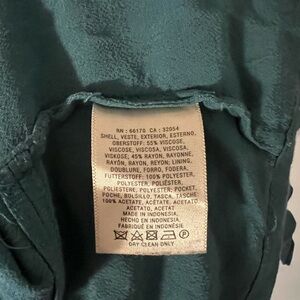 RN : 66170 CA : 32054
SHELL, VESTE, EXTERIOR, ESTERNO,
OBERSTOFF: 55% VISCOSE,
VISCOSE, VISCOSA, VISCOSA,
VISKOSE, 45% RAYON, RAYONNE,
RAYÓN, RAYON, REYON; LINING,
DOUBLURE, FORRO, FODERA,
FUTTERSTOFF: 100% POLYESTER,
POLYESTER, POLIÉSTER,
POLIESTERE, POLYESTER; POCKET,
POCHE, BOLSILLO, TASCA, TASCHE:
100% ACETATE, ACÉTATE, ACETATO,
ACETATO, ACETAT
MADE IN INDONESIA
HECHO EN INDONESIA
FABRIQUÉ EN INDONÉSIE
DRY CLEAN ONLY